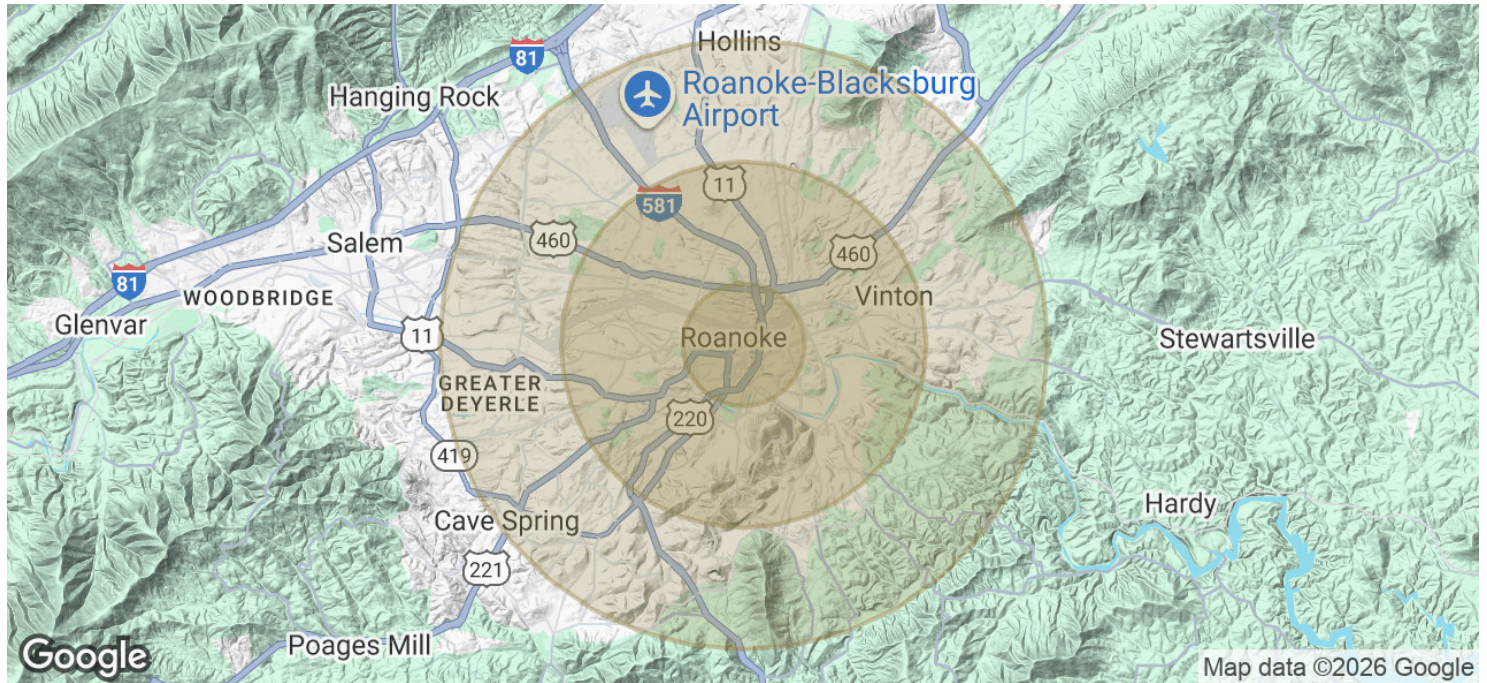 Hollins
81
Roanoke-Blacksburg
Airport
Hanging Rock
11
581
460
Salem
460
81
WOODBRIDGE
Vinton
Glenvar
11
Roanoke
Stewartsville
GREATER
DEYERLE
220
419
Hardy
Cave Spring
221
Poages Mill
Google
Map data ©2026 Google